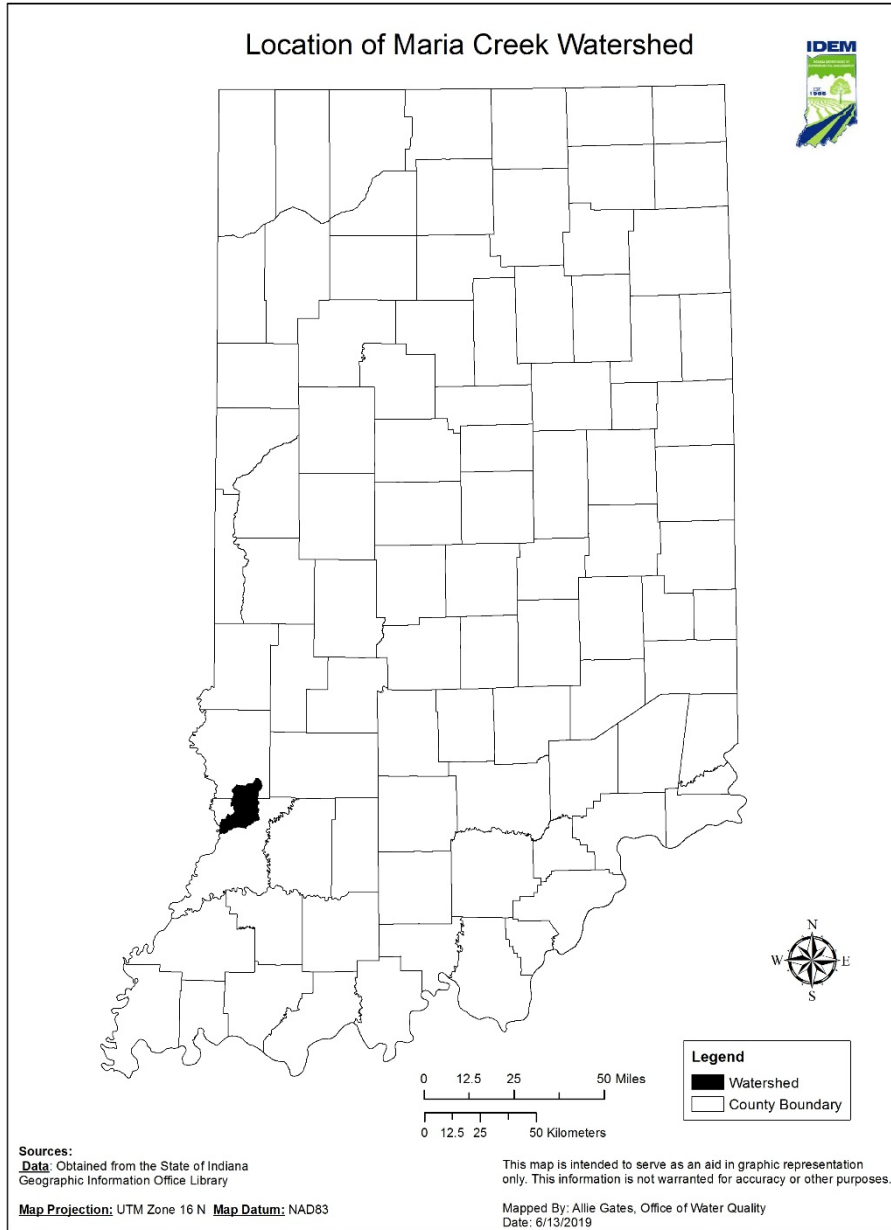 Location of Maria Creek Watershed
IDEM
1986
N
W E
S
0 12.5 25 50 Miles
0 12.5 25 50 Kilometers
Legend
Watershed
County Boundary
Sources:
Data: Obtained from the State of Indiana
Geographic Information Office Library
Map Projection: UTM Zone 16 N Map Datum: NAD83
This map is intended to serve as an aid in graphic representation
only. This information is not warranted for accuracy or other purposes.
Mapped By: Allie Gates, Office of Water Quality
Date: 6/13/2019